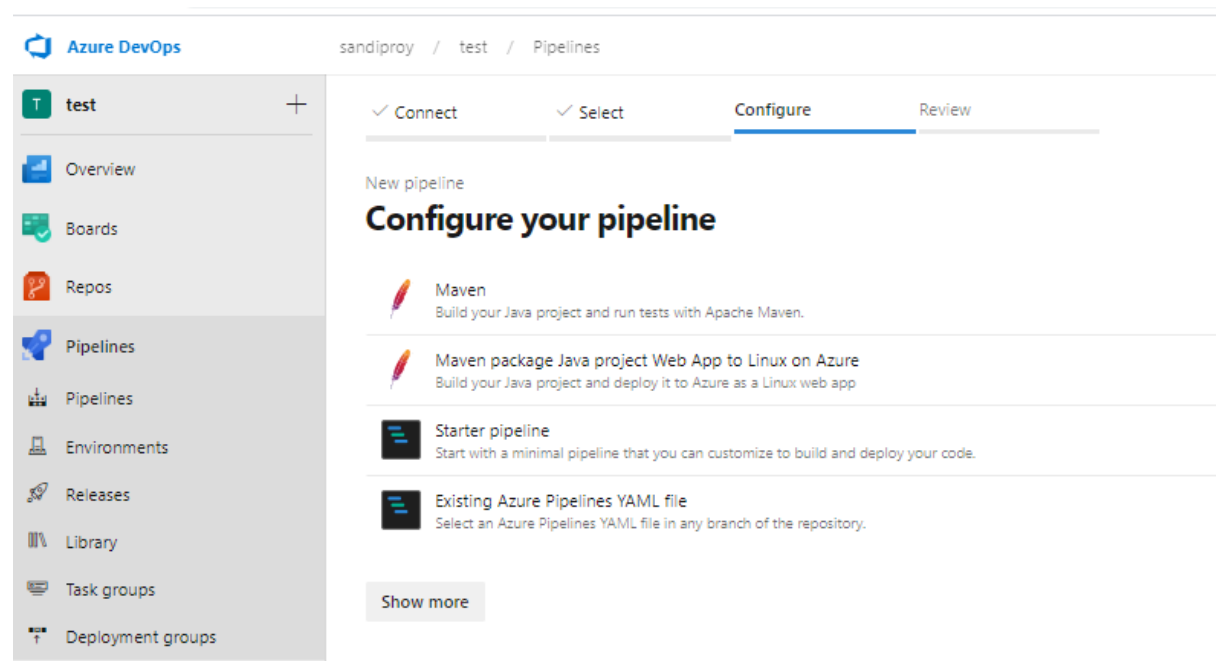 Azure DevOps
sandiproy / test / Pipelines
T test +
Connect Select Configure Review
Overview
New pipeline
Configure your pipeline
Boards
Repos
Maven
Build your Java project and run tests with Apache Maven.
Pipelines
Maven package Java project Web App to Linux on Azure
Build your Java project and deploy it to Azure as a Linux web app
Pipelines
Starter pipeline
Start with a minimal pipeline that you can customize to build and deploy your code.
Environments
Releases
Existing Azure Pipelines YAML file
Select an Azure Pipelines YAML file in any branch of the repository.
Library
Task groups
Show more
Deployment groups